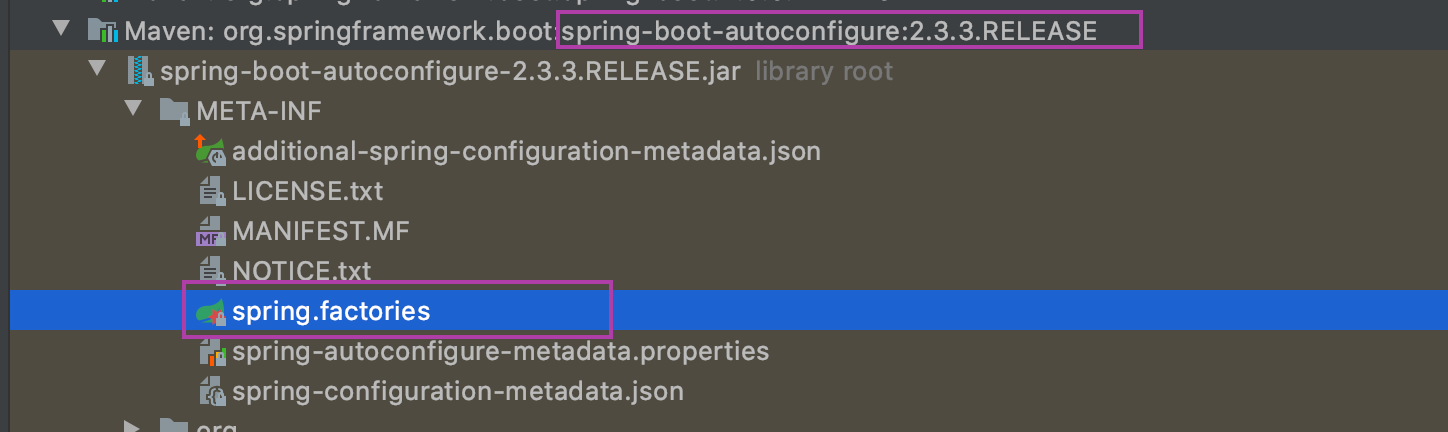 Maven: org.springframework.boot:spring-boot-autoconfigure:2.3.3.RELEASE
spring-boot-autoconfigure-2.3.3.RELEASE.jar library root
META-INF
additional-spring-configuration-metadata.json
LICENSE.txt
MANIFEST.MF
NOTICE.txt
spring.factories
spring-autoconfigure-metadata.properties
spring-configuration-metadata.json
org